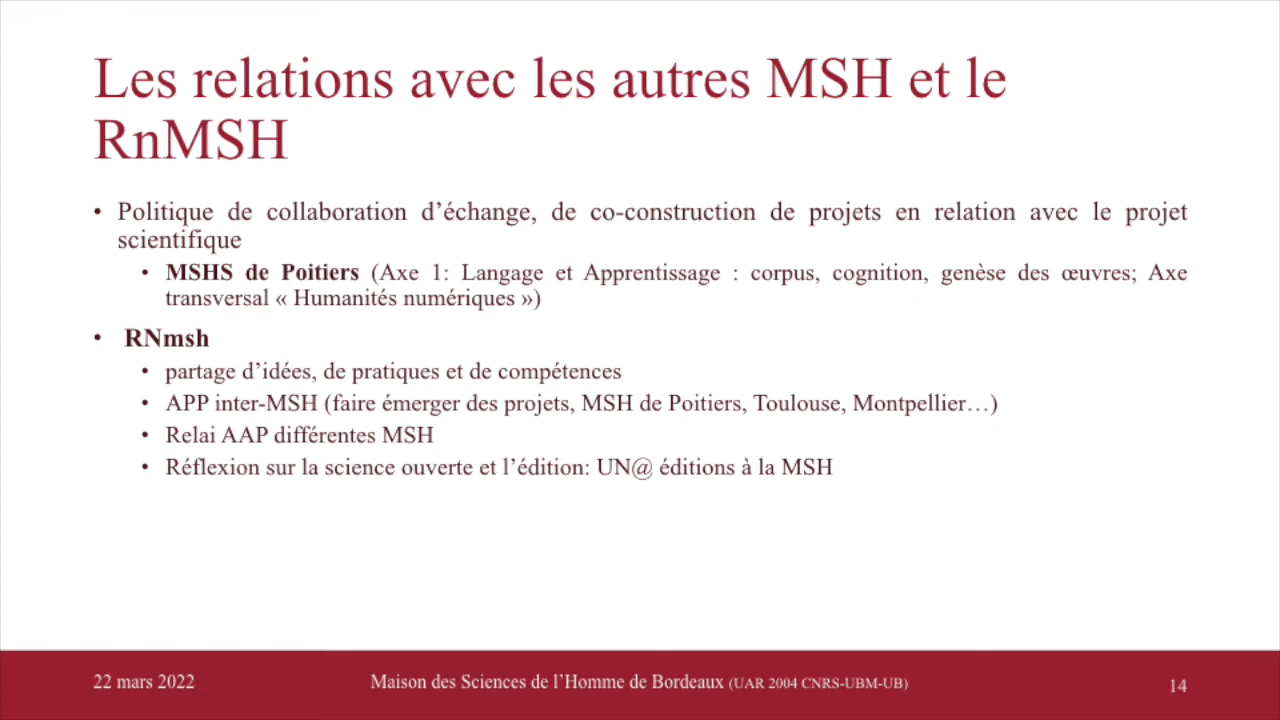 Les relations avec les autres MSH et le
RnMSH
• Politique de collaboration d’échange, de co-construction de projets en relation avec le projet
scientifique
• MSHS de Poitiers (Axe 1: Langage et Apprentissage : corpus, cognition, genèse des œuvres; Axe
transversal « Humanités numériques »)
• RNmsh
• partage d’idées, de pratiques et de compétences
• APP inter-MSH (faire émerger des projets, MSH de Poitiers, Toulouse, Montpellier…)
• Relai AAP différentes MSH
• Réflexion sur la science ouverte et l’édition: UN@ éditions à la MSH
22 mars 2022 Maison des Sciences de l’Homme de Bordeaux (UAR 2004 CNRS-UBM-UB) 14